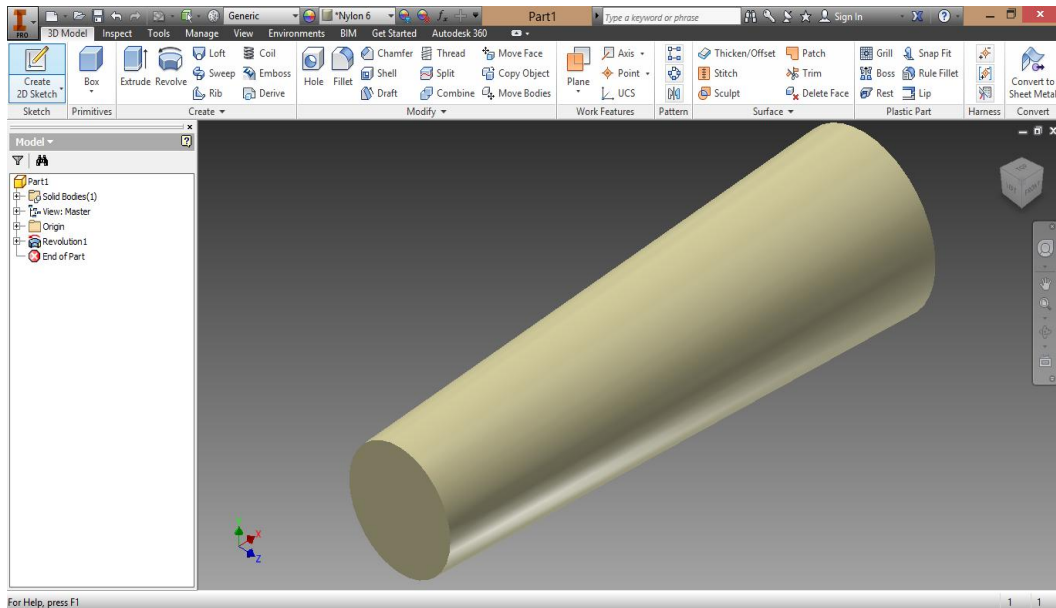 Generic *Nylon 6 Part1 Type a keyword or phrase Sign In
PRO 3D Model Inspect Tools Manage View Environments BIM Get Started Autodesk 360
Loft Coil Chamfer Thread Move Face Axis Thicken/Offset Patch Grill Snap Fit
Create 2D Sketch Box Extrude Revolve Sweep Emboss Hole Fillet Shell Split Copy Object Plane Point Stitch Trim Boss Rule Fillet Convert to Sheet Metal
Rib Derive Draft Combine Move Bodies UCS Sculpt Delete Face Rest Lip
Sketch Primitives Create Modify Work Features Pattern Surface Plastic Part Harness Convert
Model
Part1
Solid Bodies(1)
View: Master
Origin
Revolution1
End of Part
X
Z
For Help, press F1 1 1